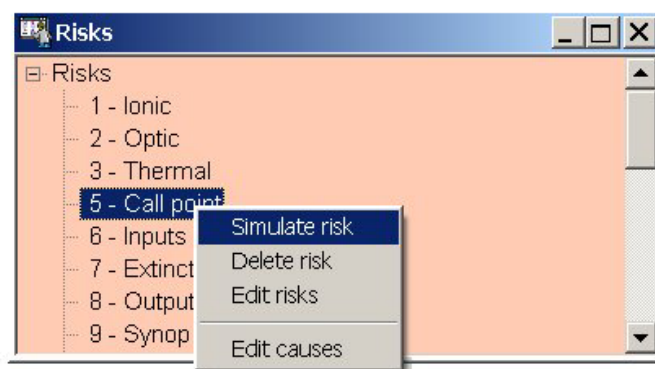 Risks
Risks
1 - Ionic
2 - Optic
3 - Thermal
5 - Call point
6 - Inputs
7 - Extinct
8 - Output
9 - Synop
Simulate risk
Delete risk
Edit risks
Edit causes